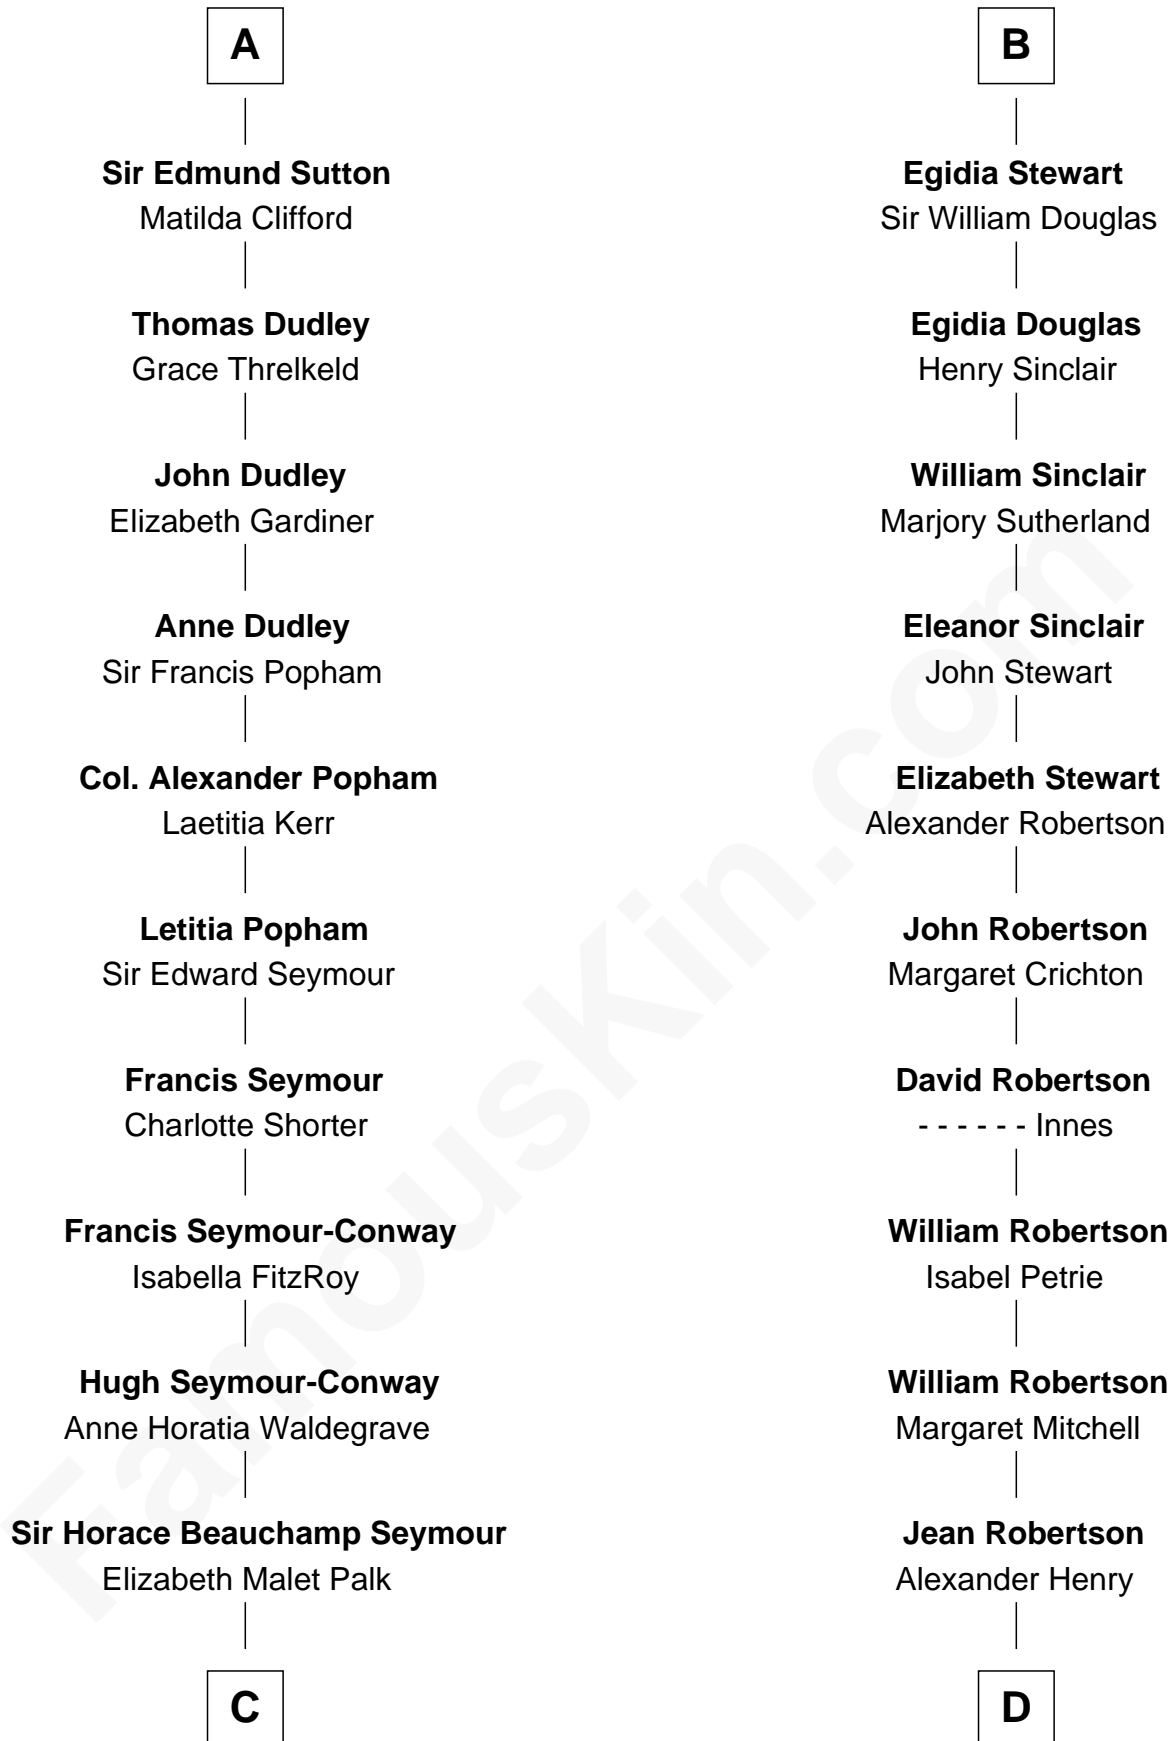 A
Sir Edmund Sutton
Matilda Clifford
Thomas Dudley
Grace Threlkeld
John Dudley
Elizabeth Gardiner
Anne Dudley
Sir Francis Popham
Col. Alexander Popham
Laetitia Kerr
Letitia Popham
Sir Edward Seymour
Francis Seymour
Charlotte Shorter
Francis Seymour-Conway
Isabella FitzRoy
Hugh Seymour-Conway
Anne Horatia Waldegrave
Sir Horace Beauchamp Seymour
Elizabeth Malet Palk
C
B
Egidia Stewart
Sir William Douglas
Egidia Douglas
Henry Sinclair
William Sinclair
Marjory Sutherland
Eleanor Sinclair
John Stewart
Elizabeth Stewart
Alexander Robertson
John Robertson
Margaret Crichton
David Robertson
- - - - - - Innes
William Robertson
Isabel Petrie
William Robertson
Margaret Mitchell
Jean Robertson
Alexander Henry
D
FamousKin.com